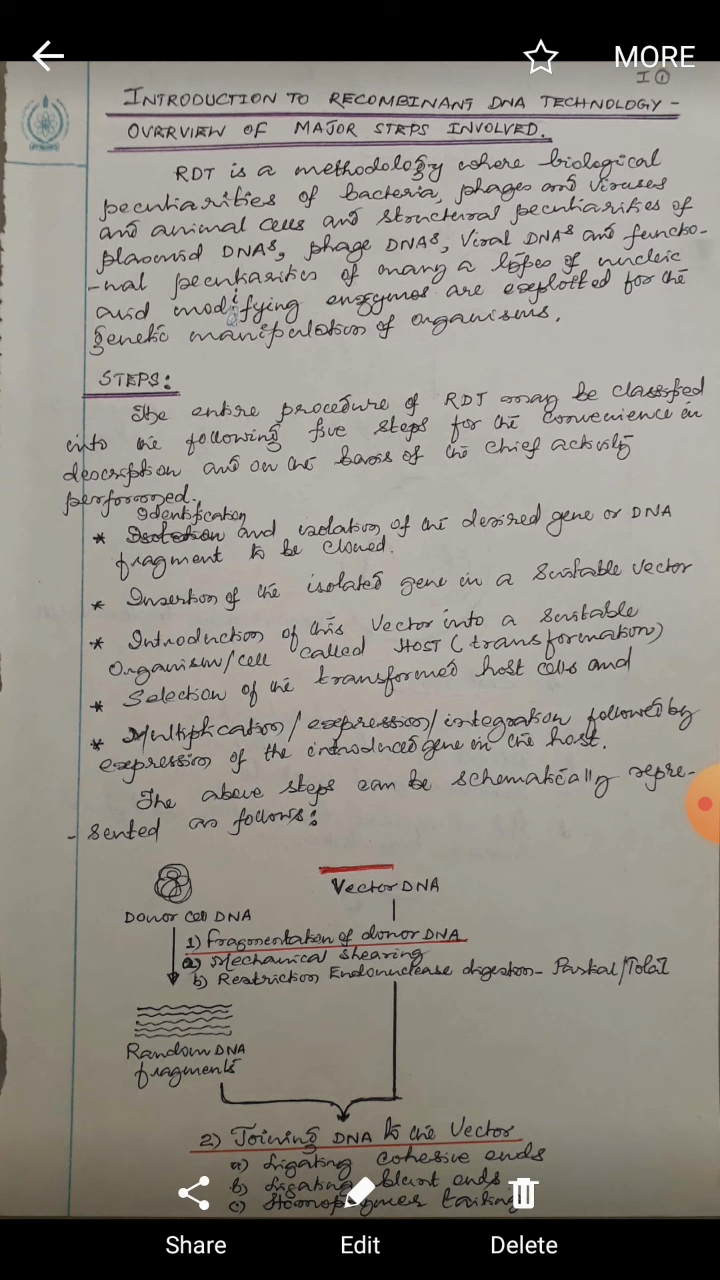 MORE
I ①
INTRODUCTION TO RECOMBINANT DNA TECHNOLOGY -
OVERVIEW OF MAJOR STEPS INVOLVED.
RDT is a methodology where biological
peculiarities of bacteria, phages and viruses
and animal cells and structural peculiarities of
plasmid DNAs, phage DNAs, Viral DNAs and functio-
-nal peculiarities of many a types of nucleic
acid modifying enzymes are exploited for the
genetic manipulation of organisms.
STEPS:
The entire procedure of RDT may be classified
into the following five steps for the convenience in
description and on the basis of the chief activity
performed.
Identification
* Isolation and isolation of the desired gene or DNA
fragment to be cloned.
* Insertion of the isolated gene in a suitable vector
* Introduction of this Vector into a suitable
organism/cell called HOST (transformation)
* Selection of the transformed host cells and
* Multiplication/expression/integration followed by
expression of the introduced gene in the host.
The above steps can be schematically repre-
- sented as follows:
Donor cell DNA
Vector DNA
1) Fragmentation of donor DNA
a) Mechanical shearing
b) Restriction Endonuclease digestion - Partial/Total
Random DNA
fragments
2) Joining DNA to the Vector
a) Ligating cohesive ends
b) Ligating blunt ends
c) Homopolymer tailing
Share Edit Delete